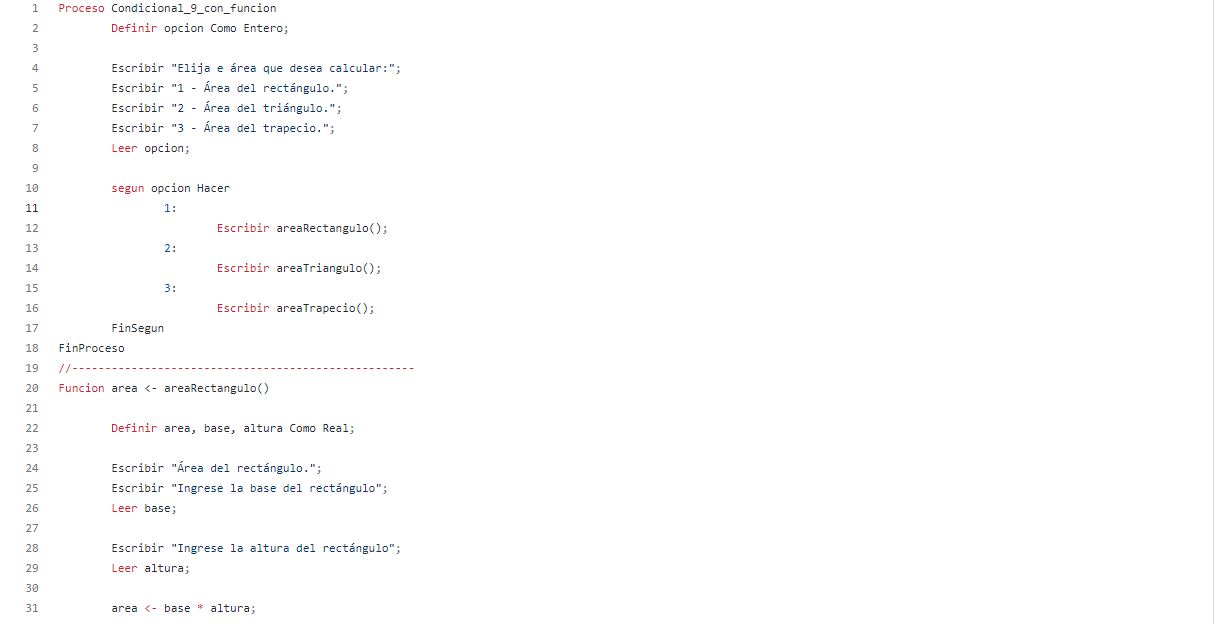 1 Proceso Condicional_9_con_funcion
2 Definir opcion Como Entero;
3
4 Escribir "Elija e área que desea calcular:";
5 Escribir "1 - Área del rectángulo.";
6 Escribir "2 - Área del triángulo.";
7 Escribir "3 - Área del trapecio.";
8 Leer opcion;
9
10 segun opcion Hacer
11 1:
12 Escribir areaRectangulo();
13 2:
14 Escribir areaTriangulo();
15 3:
16 Escribir areaTrapecio();
17 FinSegun
18 FinProceso
19 //----------------------------------------------------
20 Funcion area <- areaRectangulo()
21
22 Definir area, base, altura Como Real;
23
24 Escribir "Área del rectángulo.";
25 Escribir "Ingrese la base del rectángulo";
26 Leer base;
27
28 Escribir "Ingrese la altura del rectángulo";
29 Leer altura;
30
31 area <- base * altura;